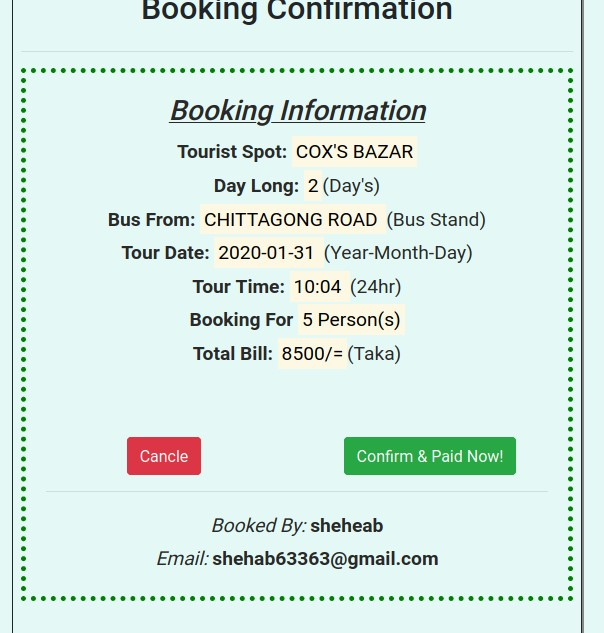 Booking Confirmation
Booking Information
Tourist Spot: COX'S BAZAR
Day Long: 2 (Day's)
Bus From: CHITTAGONG ROAD (Bus Stand)
Tour Date: 2020-01-31 (Year-Month-Day)
Tour Time: 10:04 (24hr)
Booking For 5 Person(s)
Total Bill: 8500/= (Taka)
Cancle Confirm & Paid Now!
Booked By: sheheab
Email: shehab63363@gmail.com